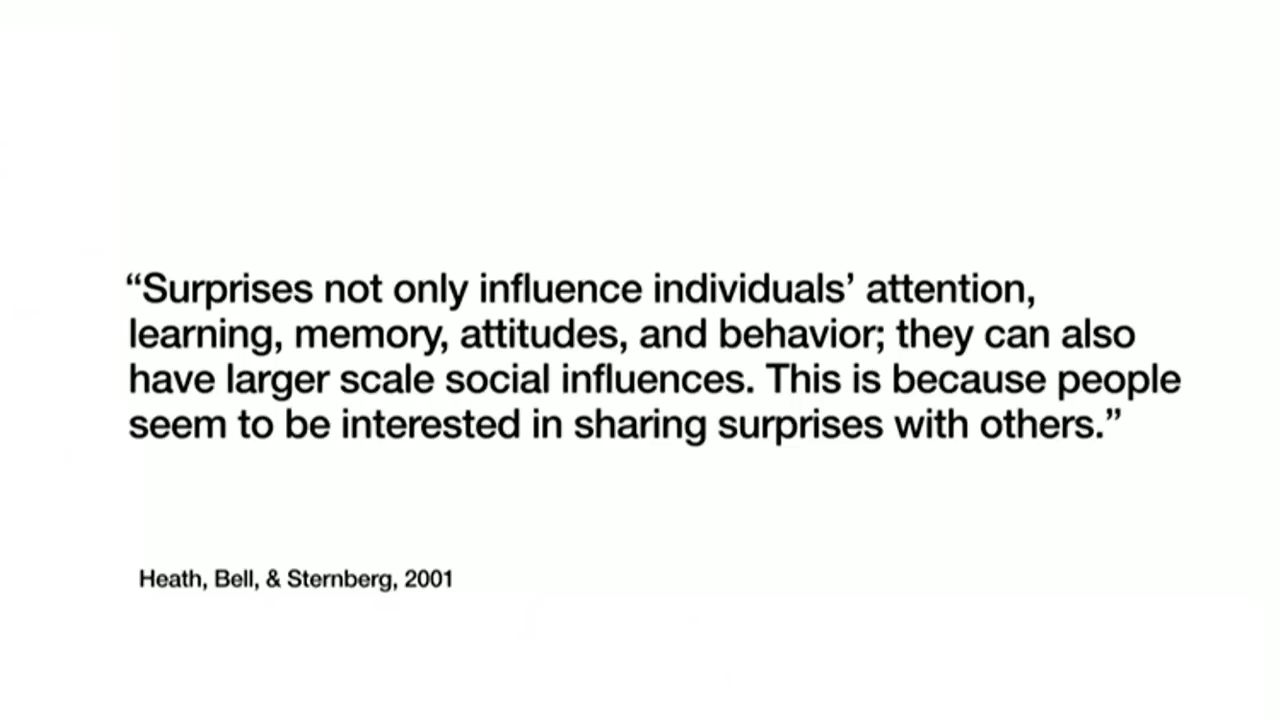 “Surprises not only influence individuals’ attention,
learning, memory, attitudes, and behavior; they can also
have larger scale social influences. This is because people
seem to be interested in sharing surprises with others.”
Heath, Bell, & Sternberg, 2001